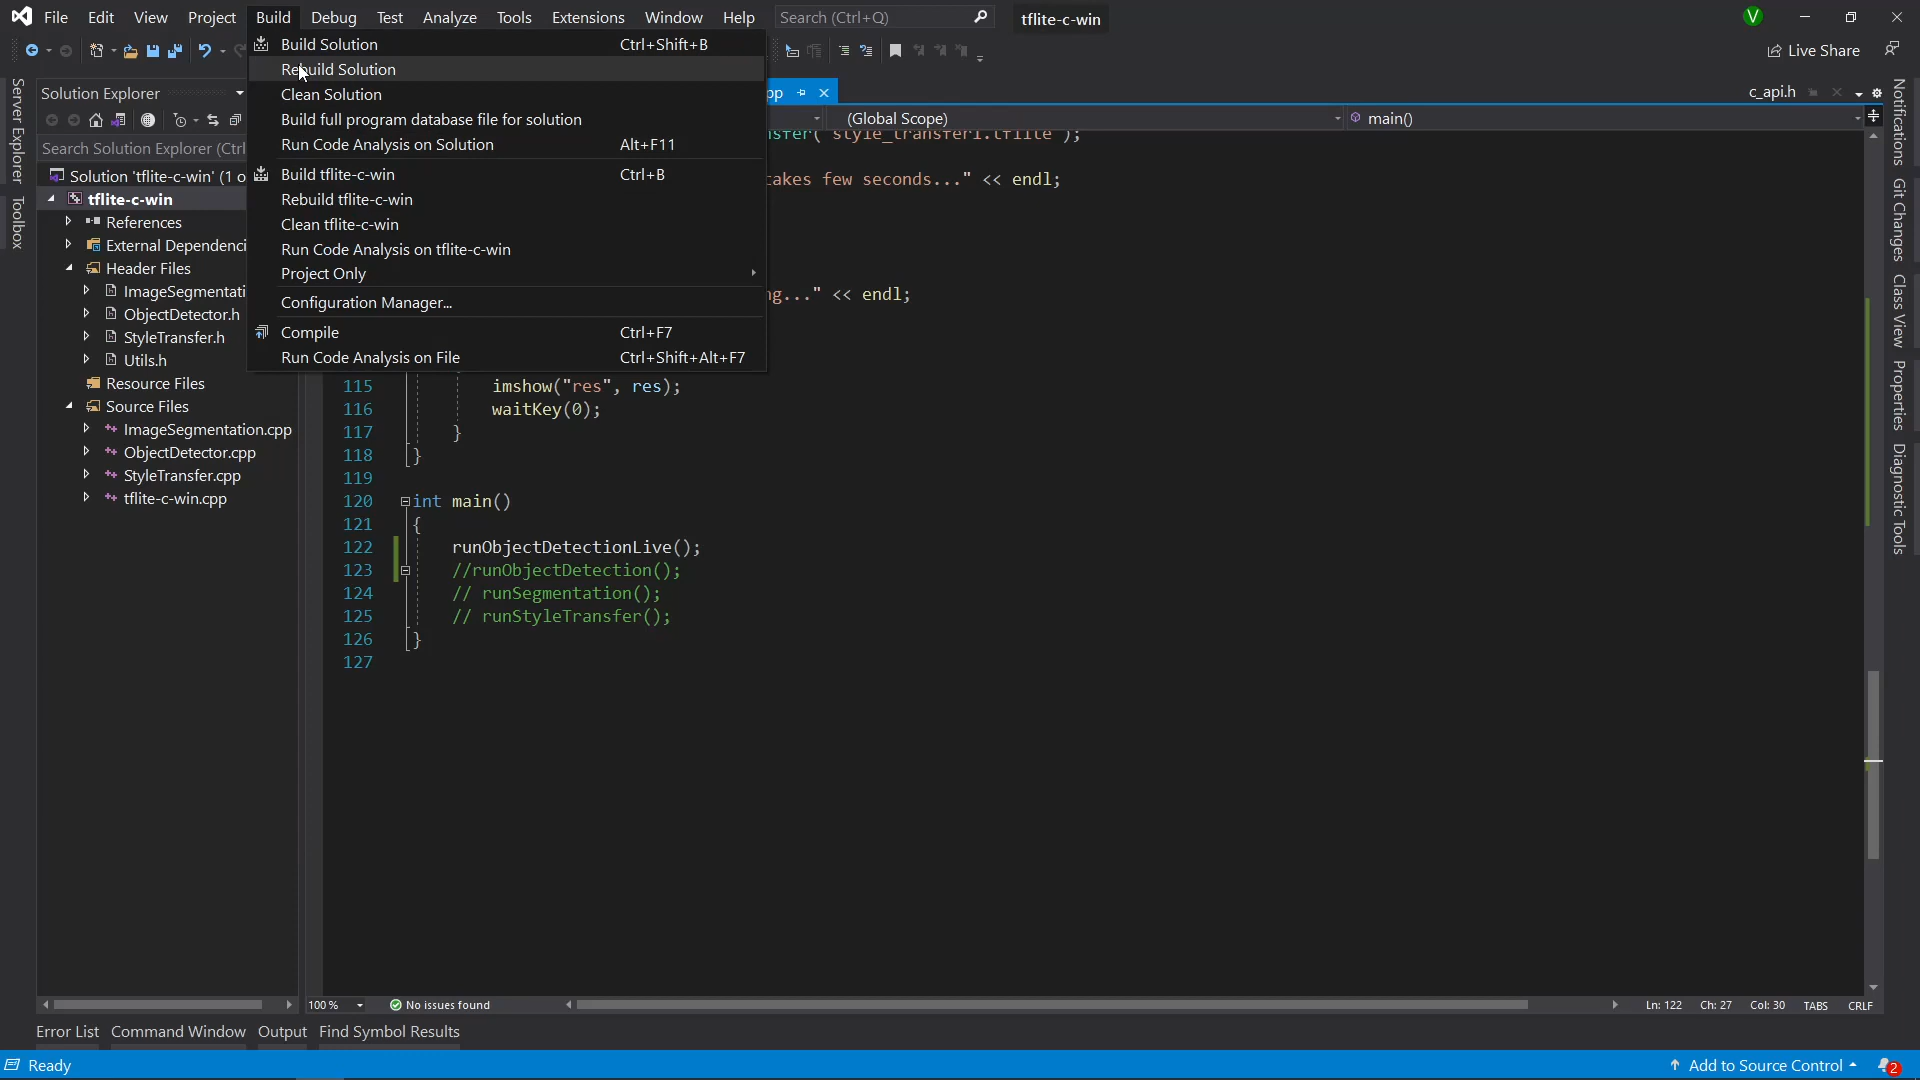 File Edit View Project Build Debug Test Analyze Tools Extensions Window Help Search (Ctrl+Q) tflite-c-win V
Live Share
Build Solution Ctrl+Shift+B
Rebuild Solution
Clean Solution
Build full program database file for solution
Run Code Analysis on Solution Alt+F11
Build tflite-c-win Ctrl+B
Rebuild tflite-c-win
Clean tflite-c-win
Run Code Analysis on tflite-c-win
Project Only
Configuration Manager...
Compile Ctrl+F7
Run Code Analysis on File Ctrl+Shift+Alt+F7
Server Explorer
Toolbox
Solution Explorer
Search Solution Explorer (Ctrl
Solution 'tflite-c-win' (1 o
tflite-c-win
References
External Dependenci
Header Files
ImageSegmentati
ObjectDetector.h
StyleTransfer.h
Utils.h
Resource Files
Source Files
ImageSegmentation.cpp
ObjectDetector.cpp
StyleTransfer.cpp
tflite-c-win.cpp
pp c_api.h
(Global Scope) main()
nsfer("style_transfer1.tflite");
takes few seconds..." << endl;
ng..." << endl;
115 imshow("res", res);
116 waitKey(0);
117 }
118 }
119
120 int main()
121 {
122 runObjectDetectionLive();
123 //runObjectDetection();
124 // runSegmentation();
125 // runStyleTransfer();
126 }
127
Notifications
Git Changes
Class View
Properties
Diagnostic Tools
100 % No issues found Ln: 122 Ch: 27 Col: 30 TABS CRLF
Error List Command Window Output Find Symbol Results
Ready Add to Source Control 2